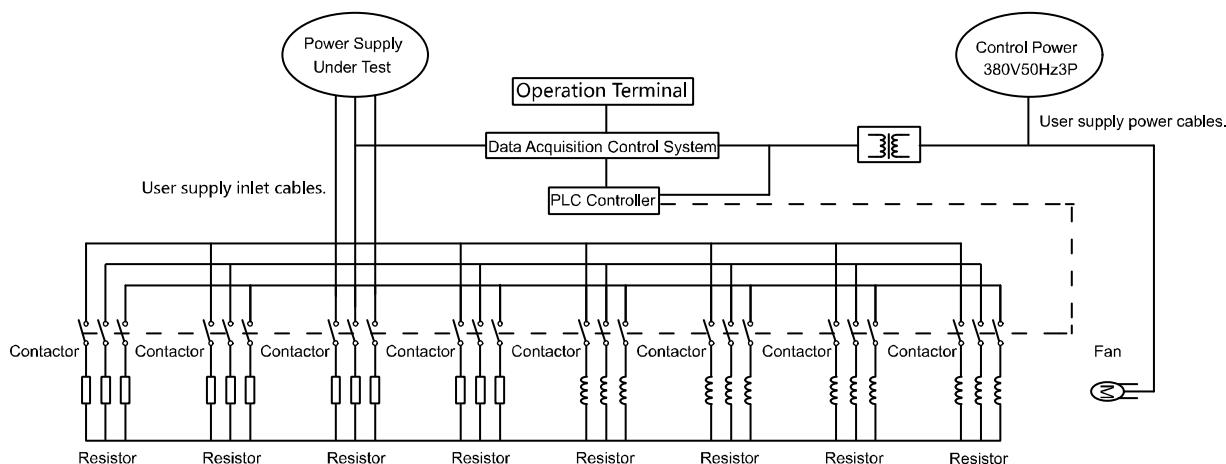 Power Supply
Under Test
Control Power
380V50Hz3P
Operation Terminal
User supply power cables.
Data Acquisition Control System
User supply inlet cables.
PLC Controller
Contactor
Contactor
Contactor
Contactor
Contactor
Contactor
Contactor
Contactor
Fan
M
Resistor
Resistor
Resistor
Resistor
Resistor
Resistor
Resistor
Resistor